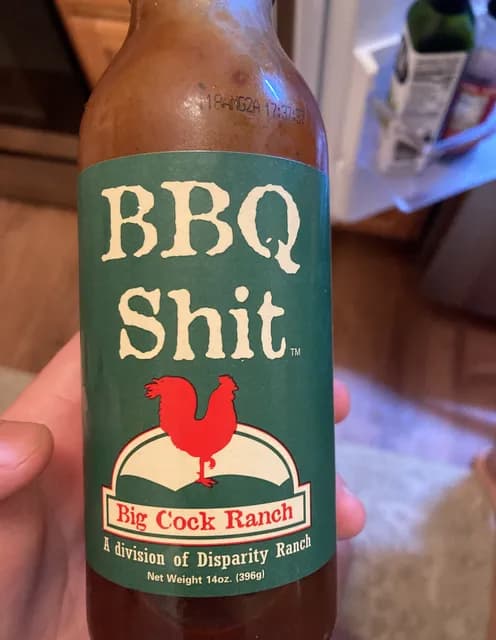 BBQ
Shit™
Big Cock Ranch
A division of Disparity Ranch
Net Weight 14oz. (396g)